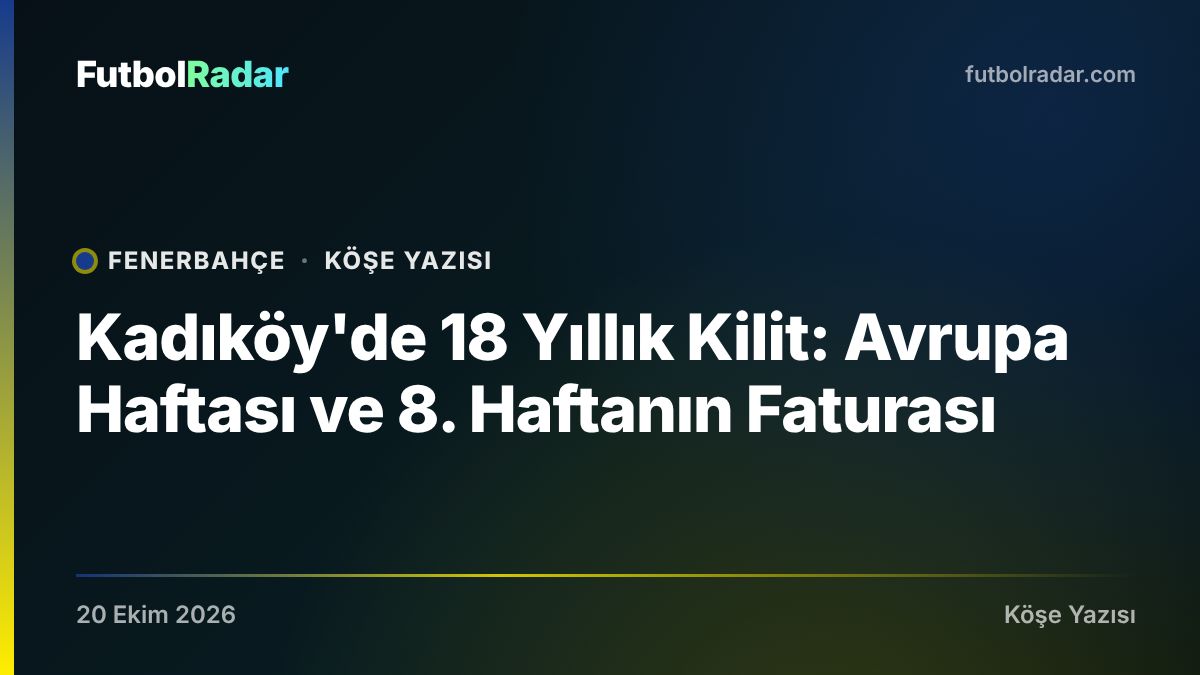 FutbolRadar
futbolradar.com
FENERBAHÇE · KÖŞE YAZISI
Kadıköy'de 18 Yıllık Kilit: Avrupa
Haftası ve 8. Haftanın Faturası
20 Ekim 2026
Köşe Yazısı